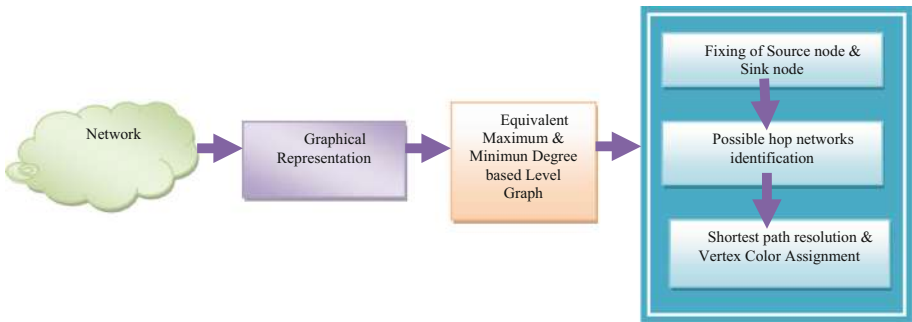 Network
Graphical
Representation
Equivalent
Maximum &
Minimun Degree
based Level
Graph
Fixing of Source node &
Sink node
Possible hop networks
identification
Shortest path resolution &
Vertex Color Assignment